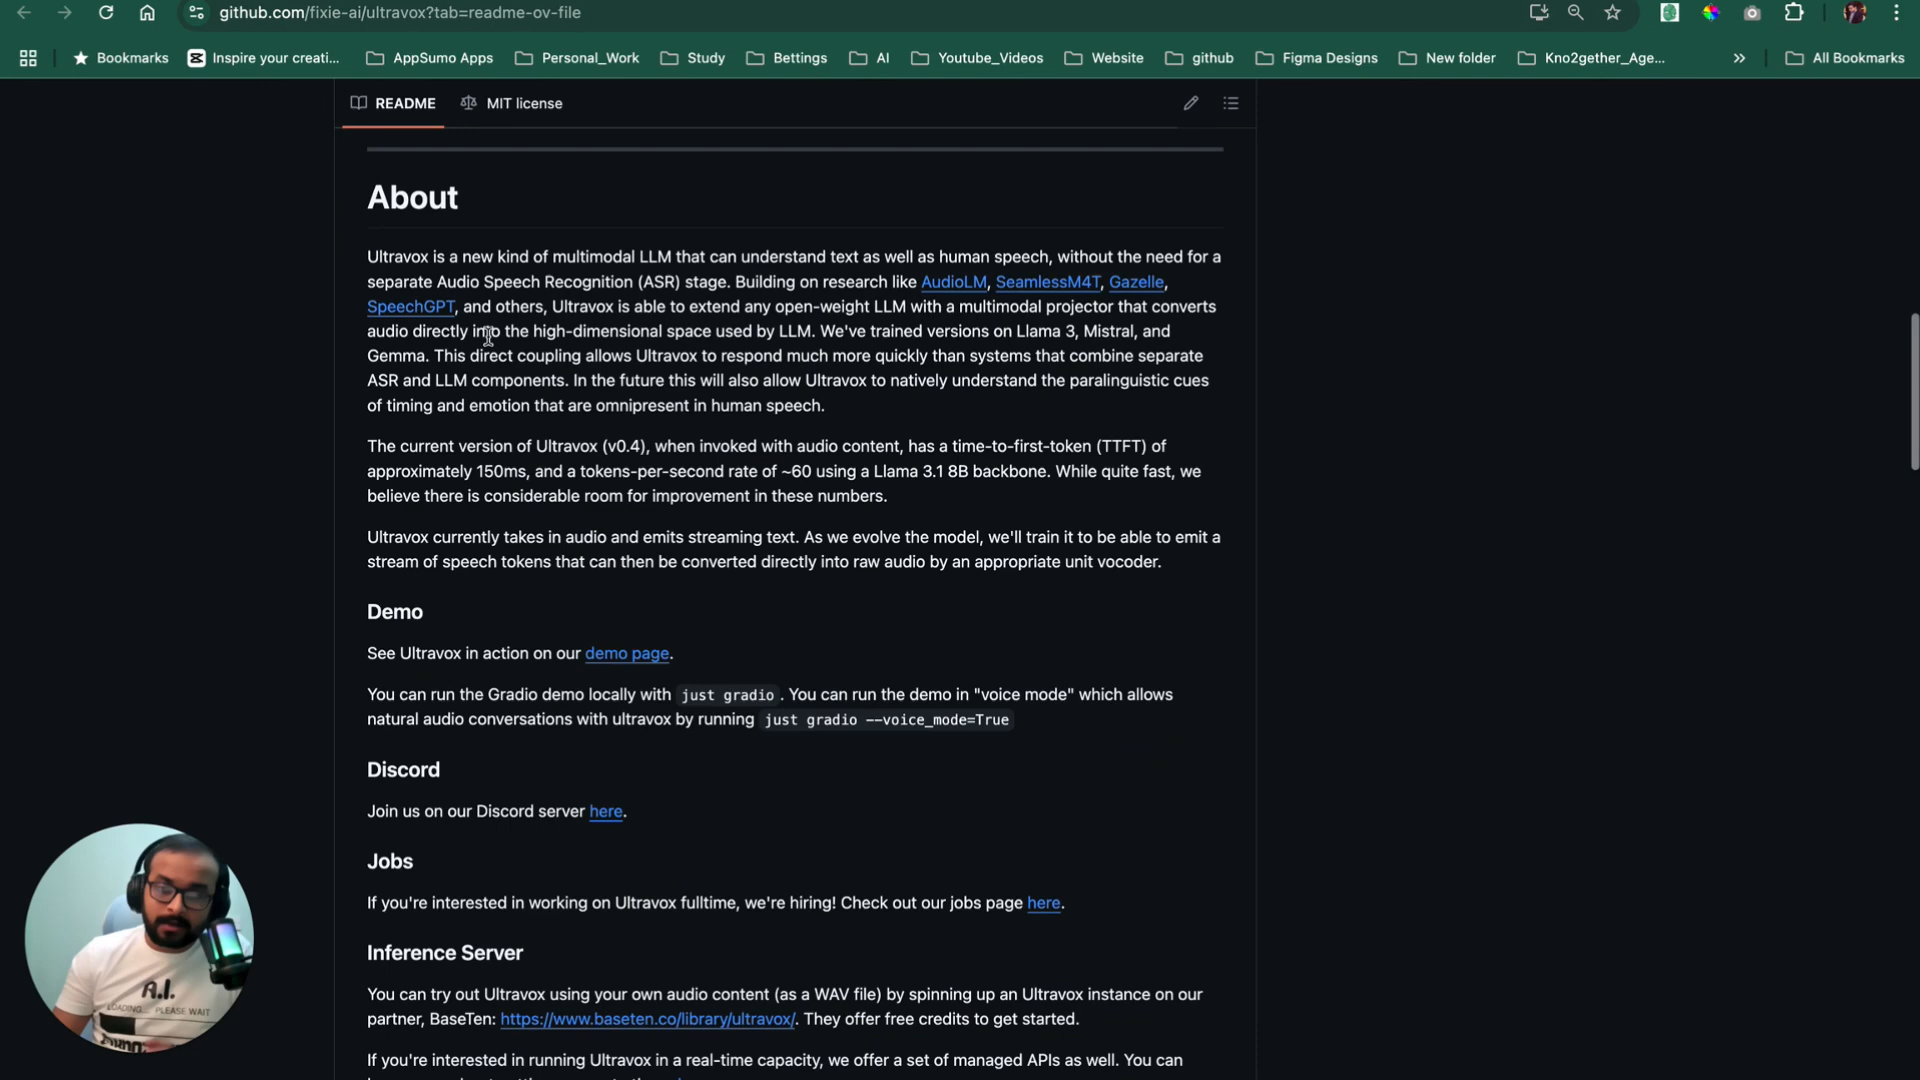 github.com/fixie-ai/ultravox?tab=readme-ov-file
Bookmarks Inspire your creati... AppSumo Apps Personal_Work Study Bettings AI Youtube_Videos Website github Figma Designs New folder Kno2gether_Age... » All Bookmarks
README MIT license
About
Ultravox is a new kind of multimodal LLM that can understand text as well as human speech, without the need for a
separate Audio Speech Recognition (ASR) stage. Building on research like AudioLM, SeamlessM4T, Gazelle,
SpeechGPT, and others, Ultravox is able to extend any open-weight LLM with a multimodal projector that converts
audio directly into the high-dimensional space used by LLM. We've trained versions on Llama 3, Mistral, and
Gemma. This direct coupling allows Ultravox to respond much more quickly than systems that combine separate
ASR and LLM components. In the future this will also allow Ultravox to natively understand the paralinguistic cues
of timing and emotion that are omnipresent in human speech.
The current version of Ultravox (v0.4), when invoked with audio content, has a time-to-first-token (TTFT) of
approximately 150ms, and a tokens-per-second rate of ~60 using a Llama 3.1 8B backbone. While quite fast, we
believe there is considerable room for improvement in these numbers.
Ultravox currently takes in audio and emits streaming text. As we evolve the model, we'll train it to be able to emit a
stream of speech tokens that can then be converted directly into raw audio by an appropriate unit vocoder.
Demo
See Ultravox in action on our demo page.
You can run the Gradio demo locally with just gradio. You can run the demo in "voice mode" which allows
natural audio conversations with ultravox by running just gradio --voice_mode=True
Discord
Join us on our Discord server here.
Jobs
If you're interested in working on Ultravox fulltime, we're hiring! Check out our jobs page here.
Inference Server
You can try out Ultravox using your own audio content (as a WAV file) by spinning up an Ultravox instance on our
partner, BaseTen: https://www.baseten.co/library/ultravox/. They offer free credits to get started.
If you're interested in running Ultravox in a real-time capacity, we offer a set of managed APIs as well. You can
A.I.
LOADING... PLEASE WAIT